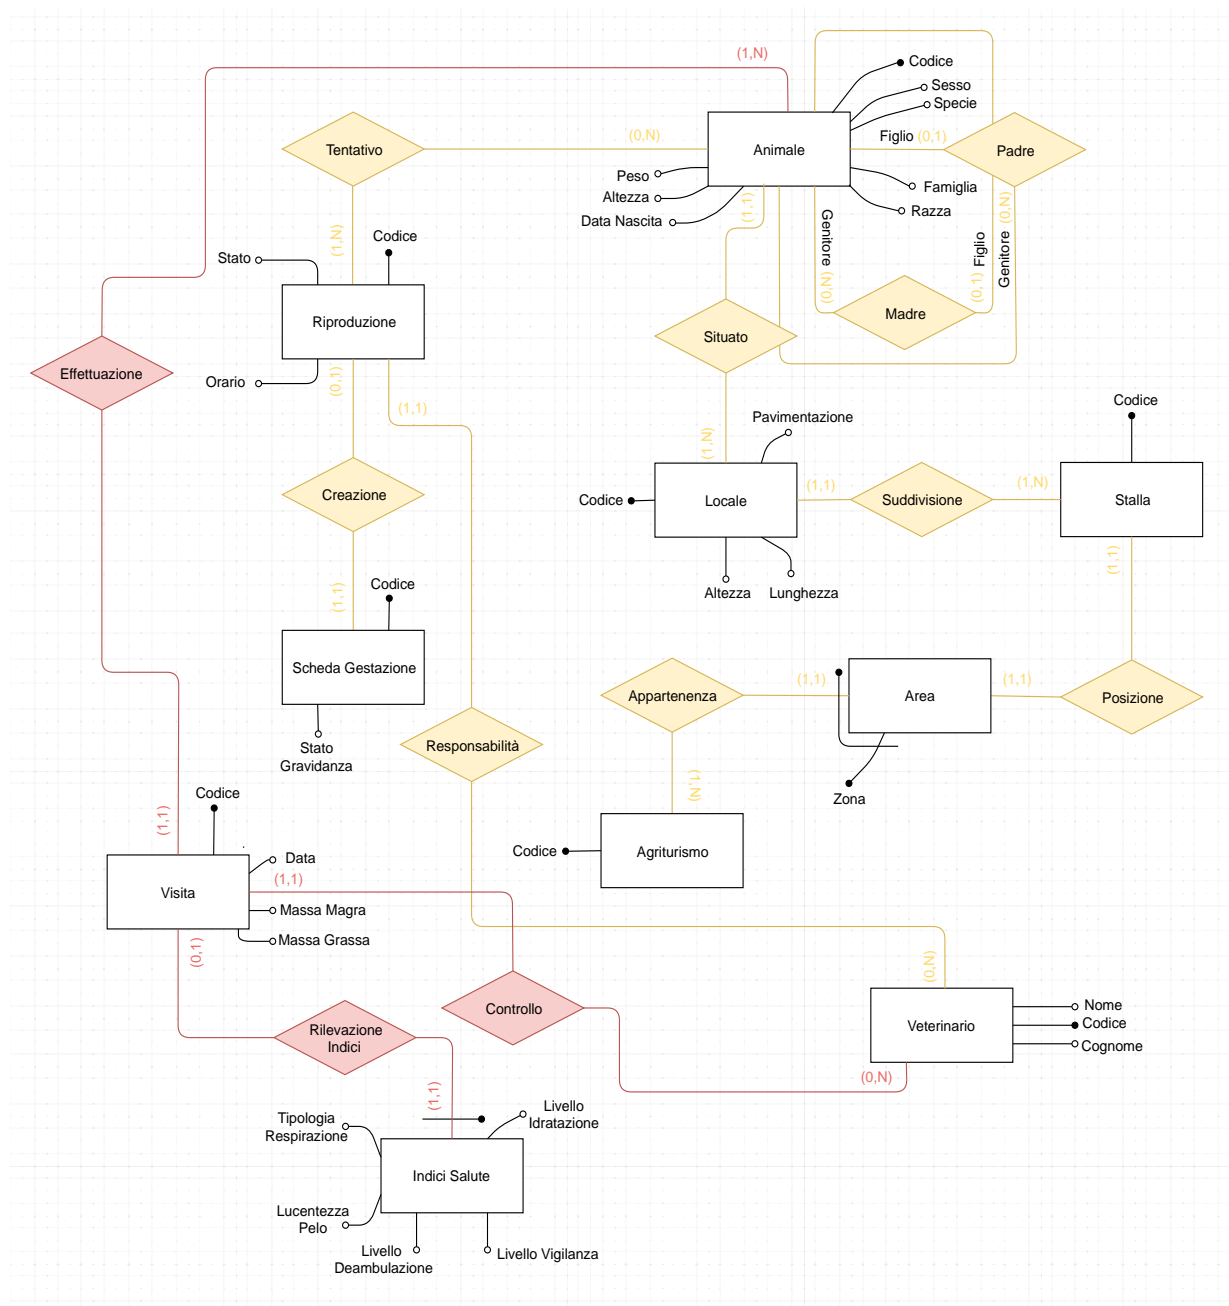 (1,N)
Codice
Sesso
Specie
Tentativo
(0,N)
Animale
Figlio (0,1)
Padre
Peso
Altezza
Data Nascita
Famiglia
Razza
(1,1)
Genitore
(0,N)
Figlio
(0,1)
Genitore (0,N)
Madre
(1,N)
Codice
Stato
Riproduzione
Situato
Effettuazione
Orario
(0,1)
(1,1)
Codice
Pavimentazione
(1,N)
Codice
Locale
(1,1)
Suddivisione
(1,N)
Stalla
Creazione
(1,1)
Altezza
Lunghezza
(1,1)
Codice
Scheda Gestazione
Appartenenza
(1,1)
Area
(1,1)
Posizione
Stato
Gravidanza
Responsabilità
(1,N)
Zona
Codice
(1,1)
Codice
Agriturismo
Data
(1,1)
Visita
Massa Magra
Massa Grassa
(0,1)
(0,N)
Controllo
Nome
Veterinario
Codice
Cognome
Rilevazione
Indici
(0,N)
(1,1)
Tipologia
Respirazione
Livello
Idratazione
Indici Salute
Lucentezza
Pelo
Livello
Deambulazione
Livello Vigilanza